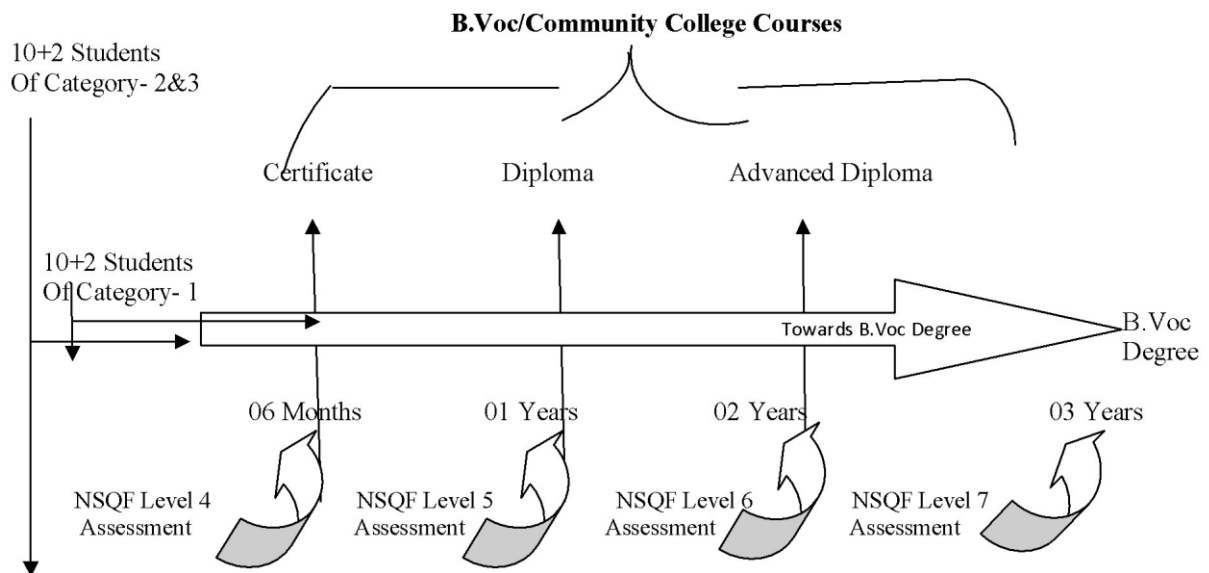 B.Voc/Community College Courses
10+2 Students
Of Category- 2&3
Certificate
Diploma
Advanced Diploma
10+2 Students
Of Category- 1
Towards B.Voc Degree
B.Voc
Degree
06 Months
01 Years
02 Years
03 Years
NSQF Level 4
Assessment
NSQF Level 5
Assessment
NSQF Level 6
Assessment
NSQF Level 7
Assessment